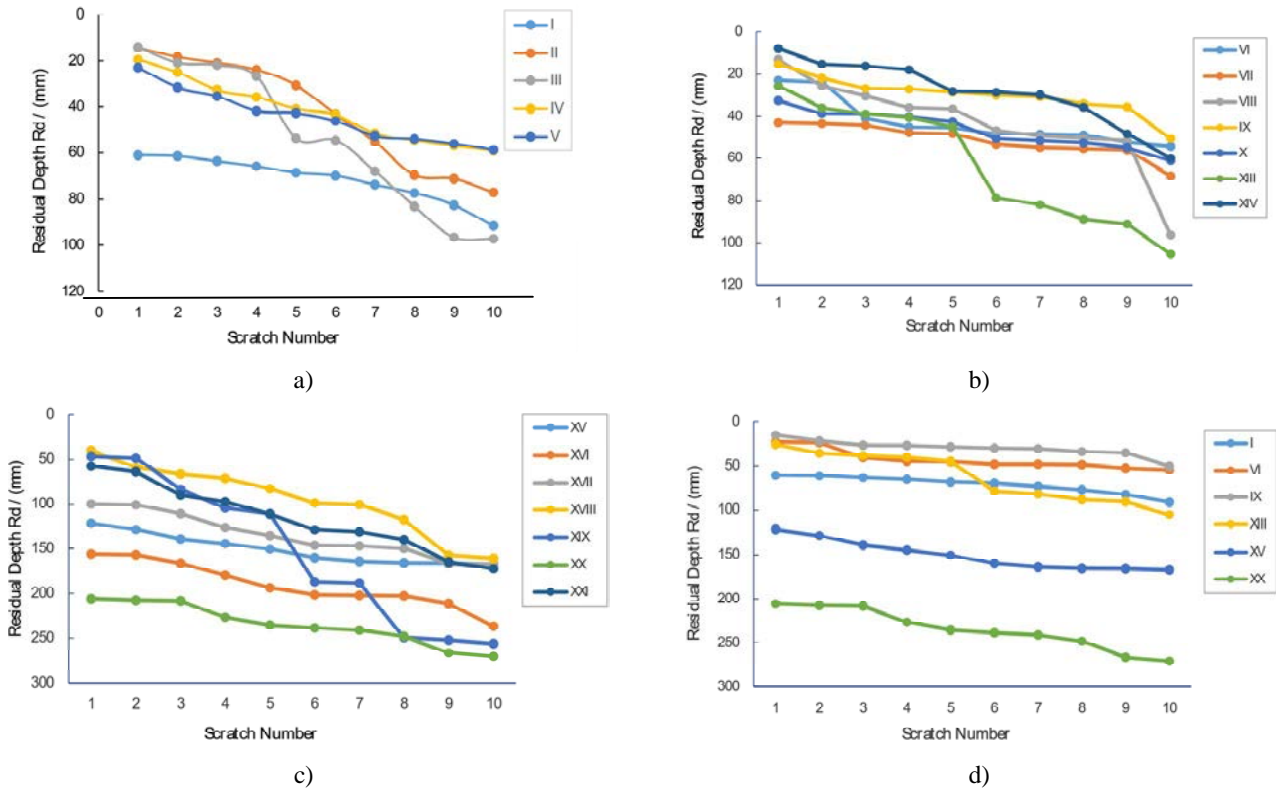 0
20
40
60
80
100
120
0 1 2 3 4 5 6 7 8 9 10
Residual Depth Rd / (mm)
Scratch Number
I
II
III
IV
V
a)
0
20
40
60
80
100
120
1 2 3 4 5 6 7 8 9 10
Residual Depth Rd / (mm)
Scratch Number
VI
VII
VIII
IX
X
XIII
XIV
b)
0
50
100
150
200
250
300
1 2 3 4 5 6 7 8 9 10
Residual Depth Rd / (mm)
Scratch Number
XV
XVI
XVII
XVIII
XIX
XX
XXI
c)
0
50
100
150
200
250
300
1 2 3 4 5 6 7 8 9 10
Residual Depth Rd / (mm)
Scratch Number
I
VI
IX
XIII
XV
XX
d)